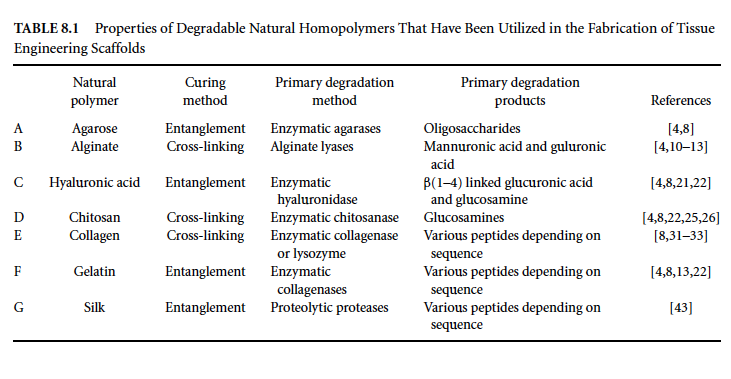 TABLE 8.1 Properties of Degradable Natural Homopolymers That Have Been Utilized in the Fabrication of Tissue
Engineering Scaffolds
Natural polymer Curing method Primary degradation method Primary degradation products References
A Agarose Entanglement Enzymatic agarases Oligosaccharides [4,8]
B Alginate Cross-linking Alginate lyases Mannuronic acid and guluronic acid [4,10–13]
C Hyaluronic acid Entanglement Enzymatic hyaluronidase β(1–4) linked glucuronic acid and glucosamine [4,8,21,22]
D Chitosan Cross-linking Enzymatic chitosanase Glucosamines [4,8,22,25,26]
E Collagen Cross-linking Enzymatic collagenase or lysozyme Various peptides depending on sequence [8,31–33]
F Gelatin Entanglement Enzymatic collagenases Various peptides depending on sequence [4,8,13,22]
G Silk Entanglement Proteolytic proteases Various peptides depending on sequence [43]